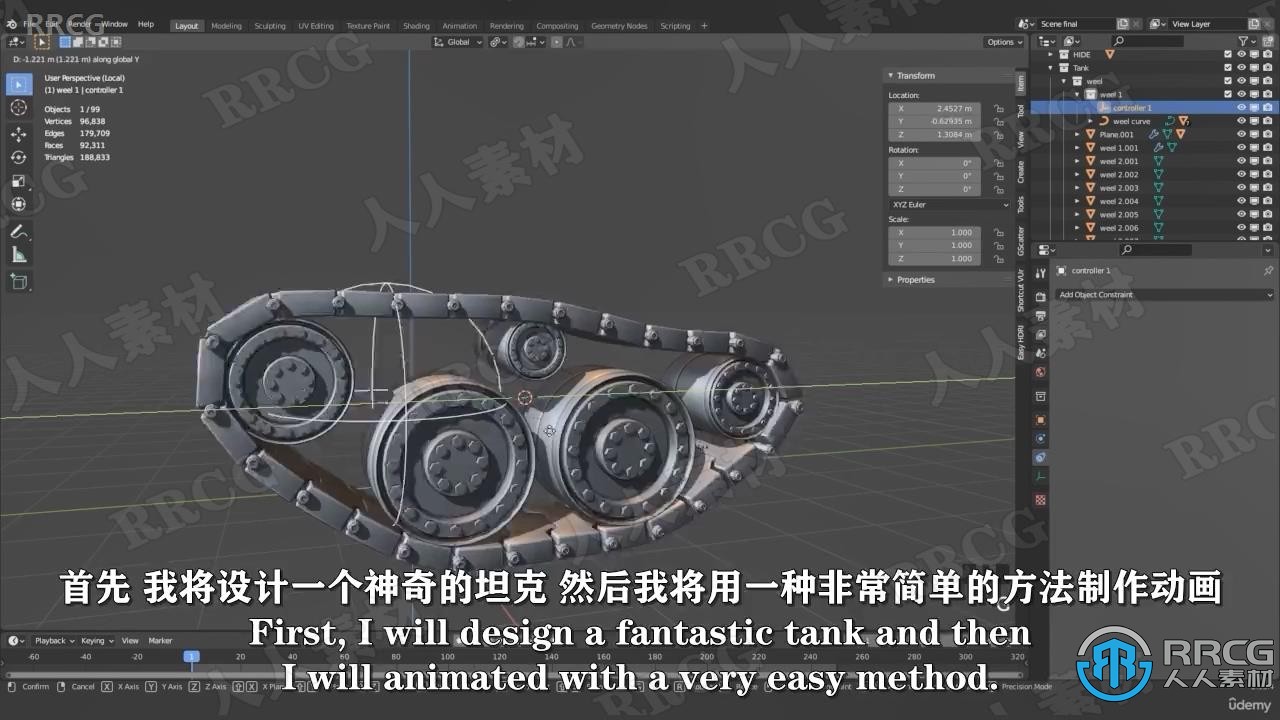 File Edit Render Window Help
Layout Modeling Sculpting UV Editing Texture Paint Shading Animation Rendering Compositing Geometry Nodes Scripting +
Scene final View Layer
Global Options
D: -1.221 m (1.221 m) along global Y
User Perspective (Local)
(1) weel 1 | controller 1
Objects 1 / 99
Vertices 96,838
Edges 179,709
Faces 92,311
Triangles 188,833
Transform
Location:
X 2.4527 m
Y -0.62935 m
Z 1.3084 m
Rotation:
X 0°
Y 0°
Z 0°
XYZ Euler
Scale:
X 1.000
Y 1.000
Z 1.000
Properties
Item
Tool
View
Create
Tools
GScatter
Shortcut VUr
Easy HDRI
HIDE
Tank
weel
weel 1
controller 1
weel curve
Plane.001
weel 1.001
weel 2.001
weel 2.002
weel 2.003
weel 2.004
weel 2.005
weel 2.006
controller 1
Add Object Constraint
首先 我将设计一个神奇的坦克 然后我将用一种非常简单的方法制作动画
First, I will design a fantastic tank and then
I will animated with a very easy method.
Playback Keying View Marker
-60 -40 -20 1 20 40 60 80 100 120 140 160 180 200 220 240 260 280 300 320
Confirm Cancel X X Axis Y Y Axis Z Z Axis X X Plane Precision Mode
RRCG
人人素材
ûdemy